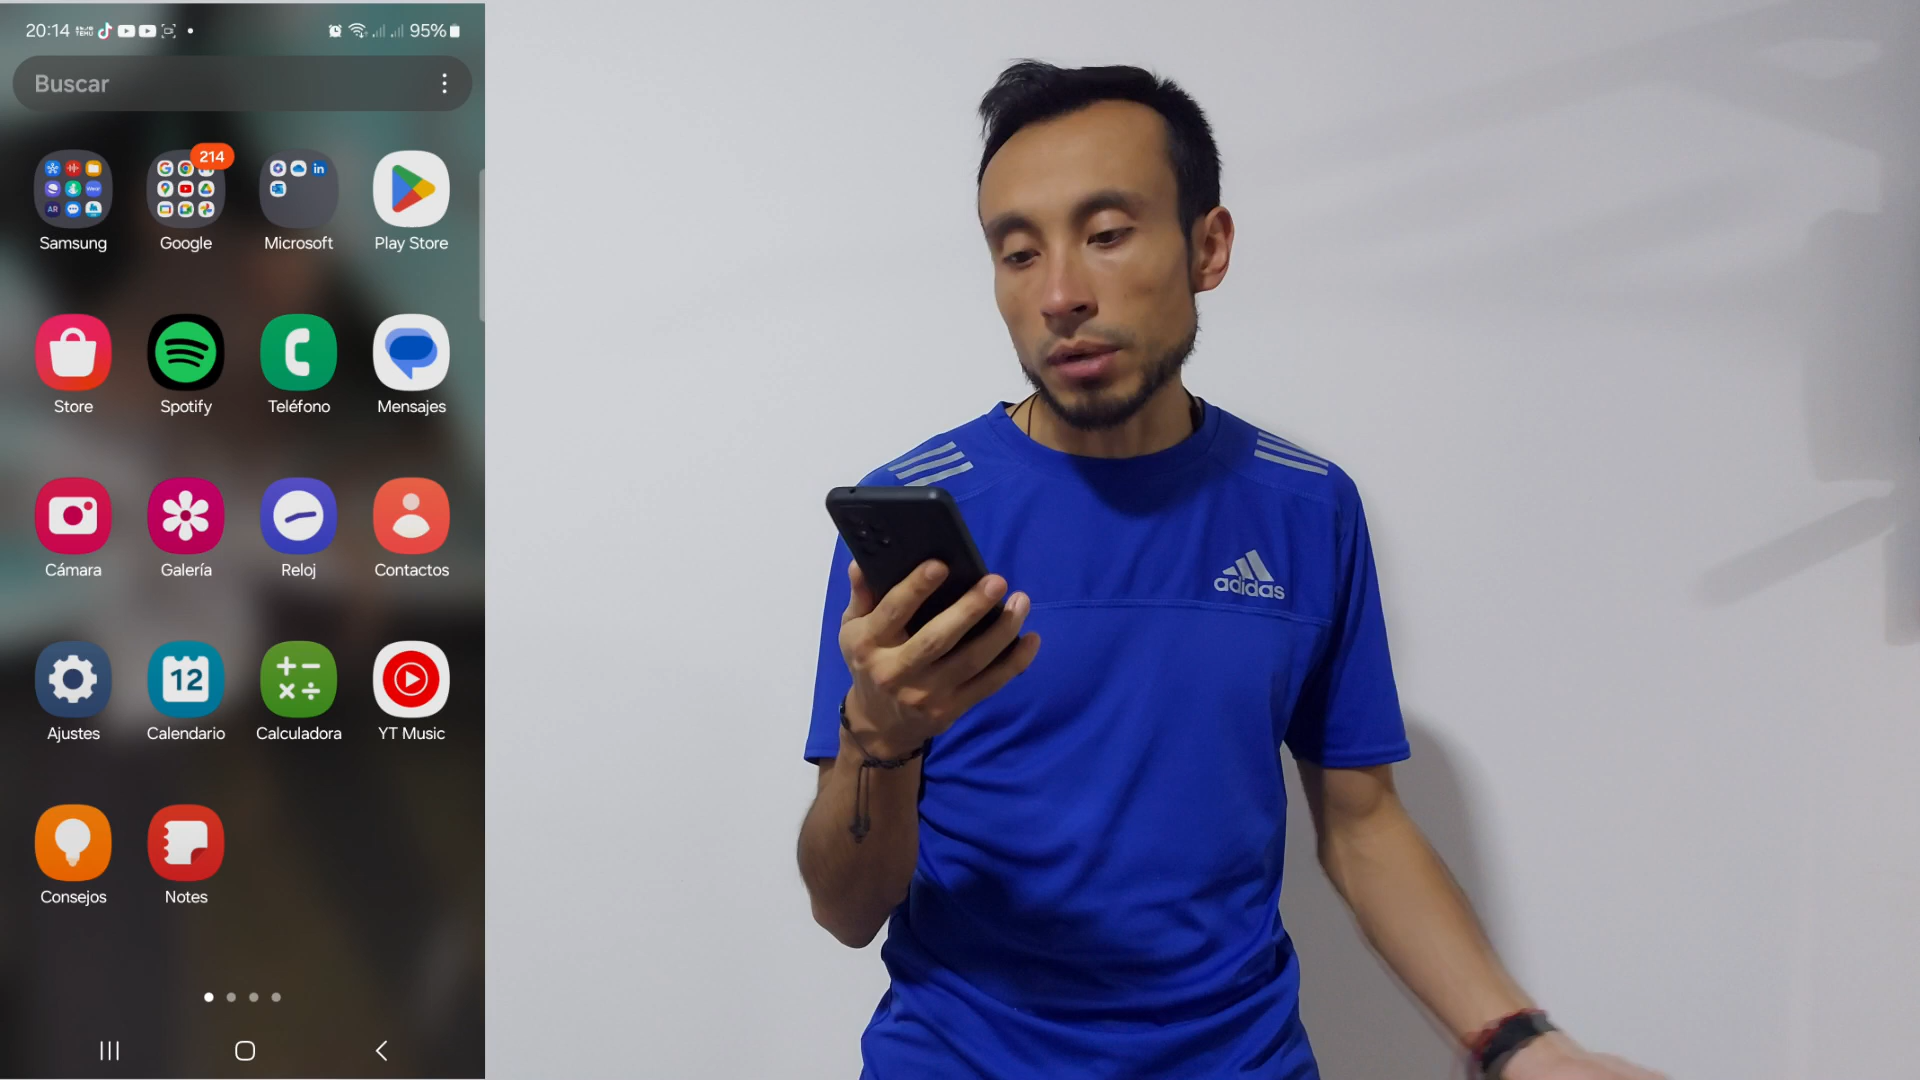 20:14 95%
Buscar
214
Samsung Google Microsoft Play Store
Store Spotify Teléfono Mensajes
Cámara Galería Reloj Contactos
adidas
12
Ajustes Calendario Calculadora YT Music
Consejos Notes